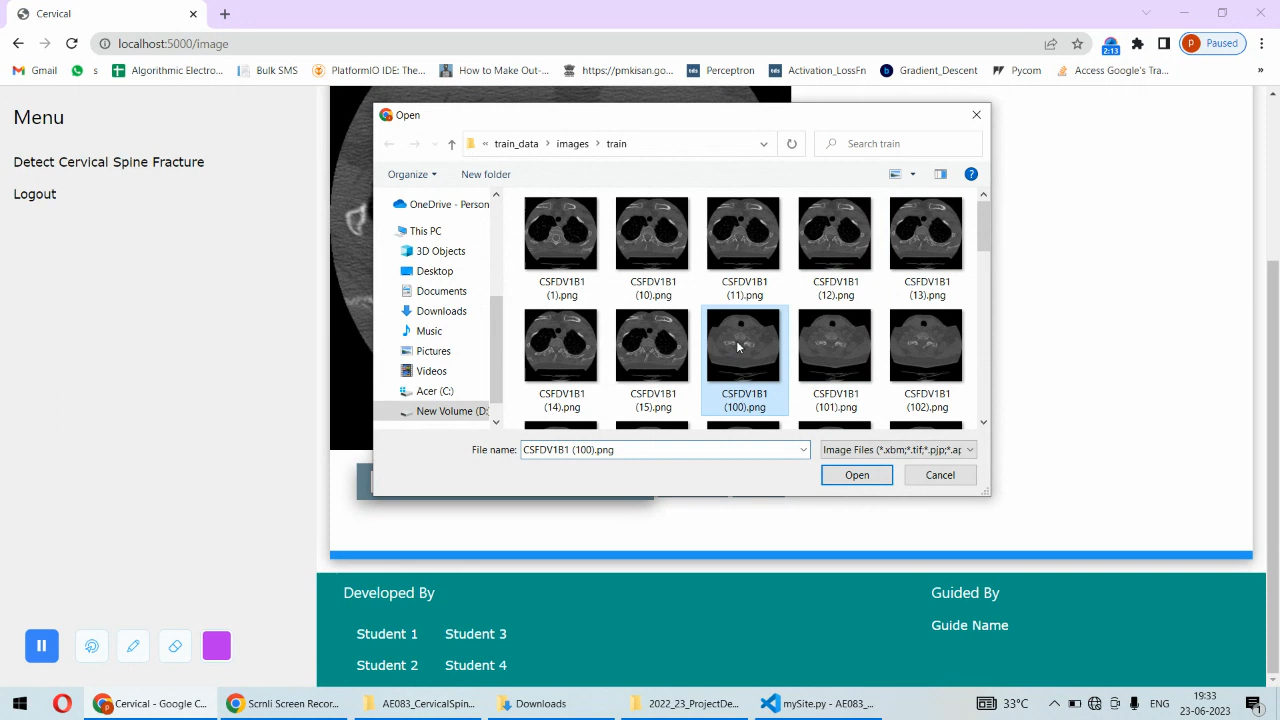 Cervical
localhost:5000/image
2:13
P
Paused
Gmail
s
Algorithmic Electro...
Bulk SMS
PlatformIO IDE: The...
How to Make Out-...
https://pmkisan.go...
tds
Perceptron
tds
Activation_LossFn
b
Gradient_Descent
Pycom
Access Google's Tra...
»
Menu
Detect Cervical Spine Fracture
Logout
Open
« train_data > images > train
Search train
Organize
New folder
?
OneDrive - Person
This PC
3D Objects
Desktop
Documents
Downloads
Music
Pictures
Videos
Acer (C:)
New Volume (D:
CSFDV1B1
(1).png
CSFDV1B1
(10).png
CSFDV1B1
(11).png
CSFDV1B1
(12).png
CSFDV1B1
(13).png
CSFDV1B1
(14).png
CSFDV1B1
(15).png
CSFDV1B1
(100).png
CSFDV1B1
(101).png
CSFDV1B1
(102).png
File name:
CSFDV1B1 (100).png
Image Files (*.xbm;*.tif;*.pjp;*.ap
Open
Cancel
Developed By
Guided By
Student 1
Student 3
Guide Name
Student 2
Student 4
Cervical - Google C...
Scrnli Screen Recor...
AE083_CervicalSpin...
Downloads
2022_23_ProjectDe...
mySite.py - AE083_...
33°C
19:33
23-06-2023
1